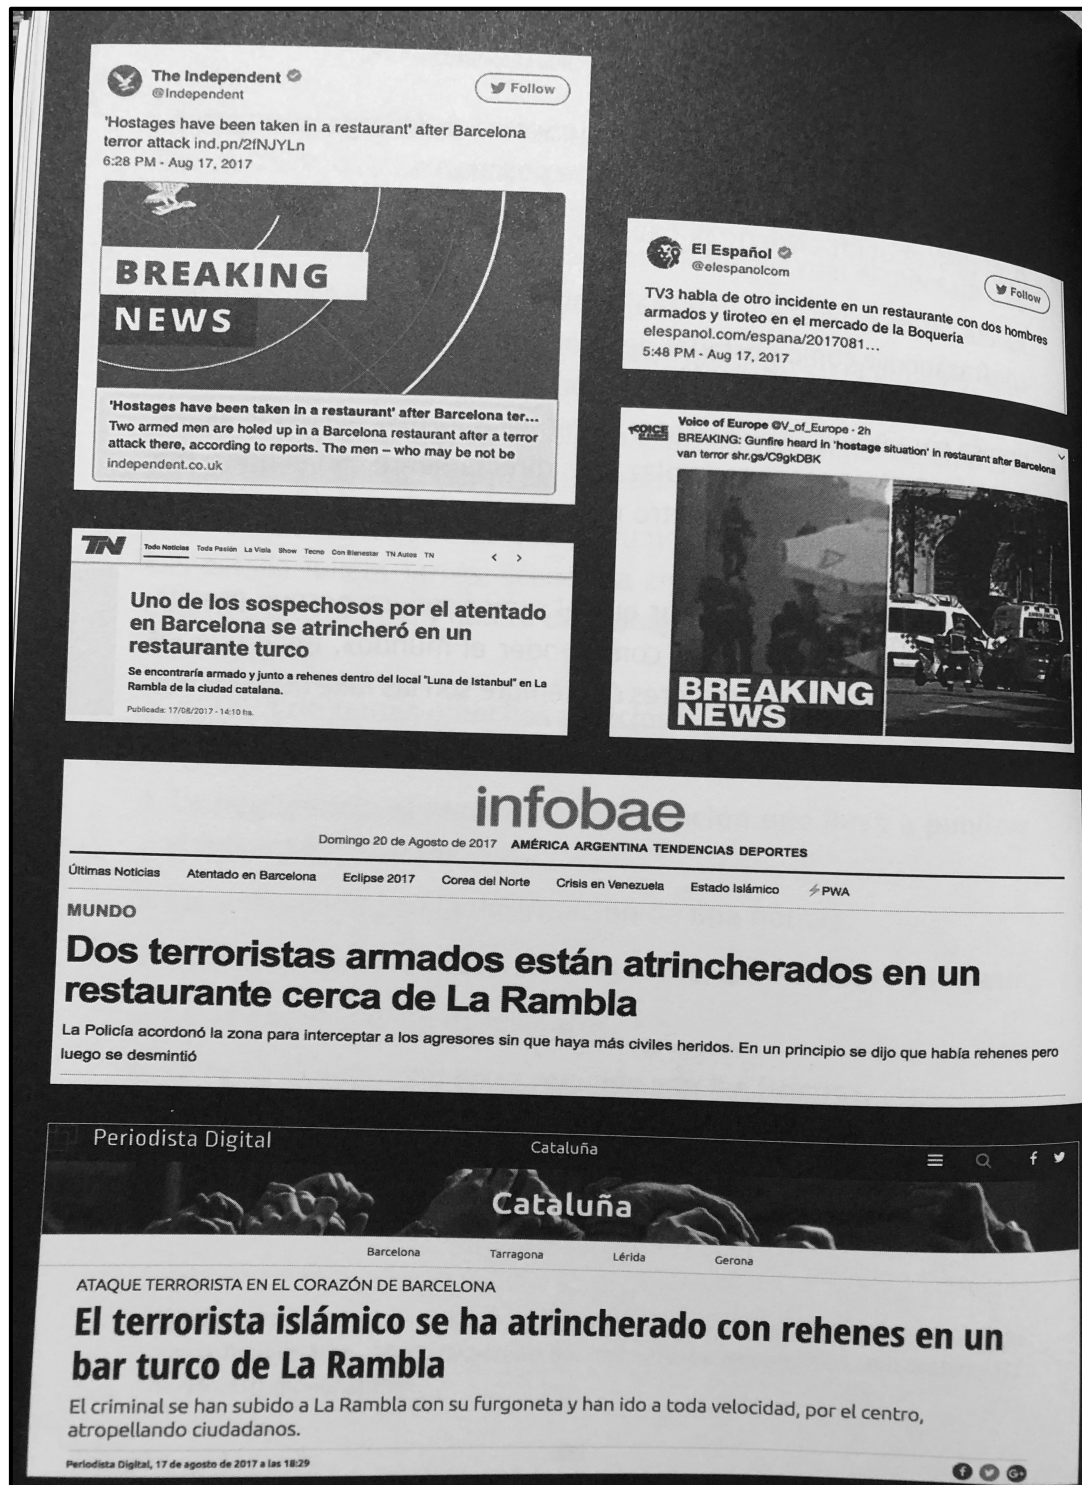 The Independent
@Independent
Follow
'Hostages have been taken in a restaurant' after Barcelona
terror attack ind.pn/2fNJYLn
6:28 PM - Aug 17, 2017
BREAKING
NEWS
'Hostages have been taken in a restaurant' after Barcelona ter...
Two armed men are holed up in a Barcelona restaurant after a terror
attack there, according to reports. The men – who may be not be
independent.co.uk
El Español
@elespanolcom
Follow
TV3 habla de otro incidente en un restaurante con dos hombres
armados y tiroteo en el mercado de la Boquería
elespanol.com/espana/2017081...
5:48 PM - Aug 17, 2017
VOICE
Voice of Europe @V_of_Europe · 2h
BREAKING: Gunfire heard in 'hostage situation' in restaurant after Barcelona
van terror shr.gs/C9gkDBK
BREAKING
NEWS
TN
Todo Noticias Toda Pasión La Viola Show Tecno Con Bienestar TN Autos TN
Uno de los sospechosos por el atentado
en Barcelona se atrincheró en un
restaurante turco
Se encontraría armado y junto a rehenes dentro del local "Luna de Istanbul" en La
Rambla de la ciudad catalana.
Publicada: 17/08/2017 - 14:10 hs.
infobae
Domingo 20 de Agosto de 2017 AMÉRICA ARGENTINA TENDENCIAS DEPORTES
Últimas Noticias Atentado en Barcelona Eclipse 2017 Corea del Norte Crisis en Venezuela Estado Islámico PWA
MUNDO
Dos terroristas armados están atrincherados en un
restaurante cerca de La Rambla
La Policía acordonó la zona para interceptar a los agresores sin que haya más civiles heridos. En un principio se dijo que había rehenes pero
luego se desmintió
Periodista Digital
Cataluña
Cataluña
Barcelona Tarragona Lérida Gerona
ATAQUE TERRORISTA EN EL CORAZÓN DE BARCELONA
El terrorista islámico se ha atrincherado con rehenes en un
bar turco de La Rambla
El criminal se han subido a La Rambla con su furgoneta y han ido a toda velocidad, por el centro,
atropellando ciudadanos.
Periodista Digital, 17 de agosto de 2017 a las 18:29